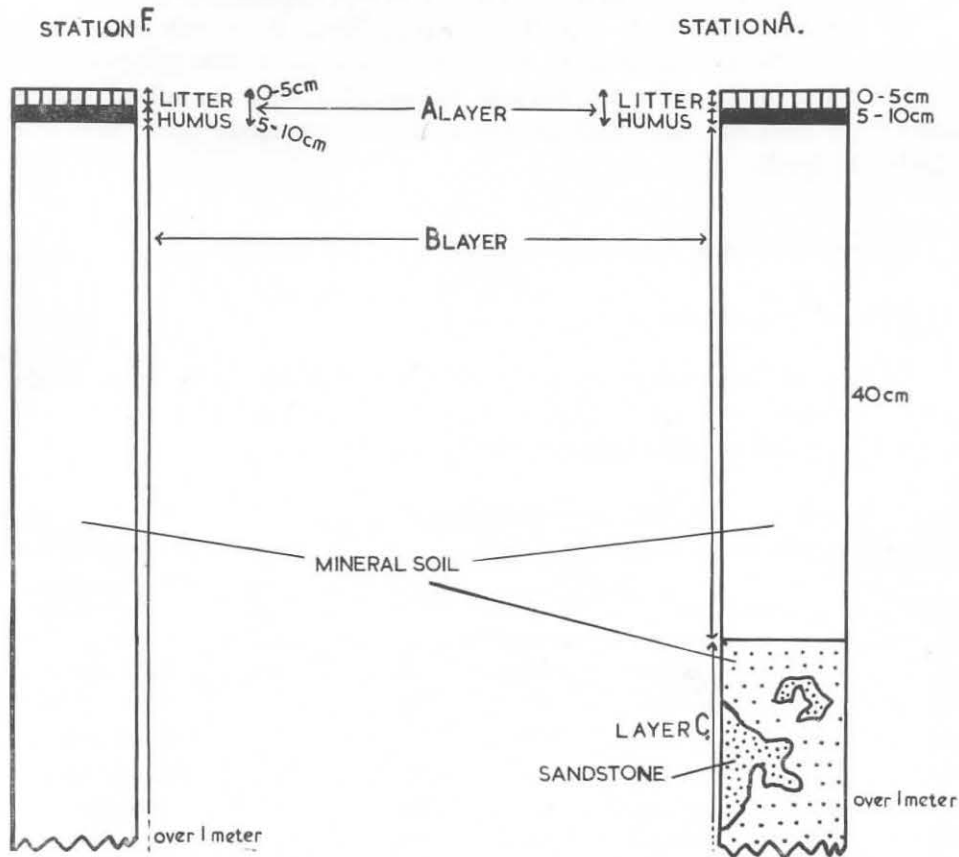 STATION F.
STATION A.
LITTER
HUMUS
0-5cm
5-10cm
A LAYER
LITTER
HUMUS
0-5cm
5-10cm
B LAYER
40cm
MINERAL SOIL
LAYER C.
SANDSTONE
over 1 meter
over 1 meter